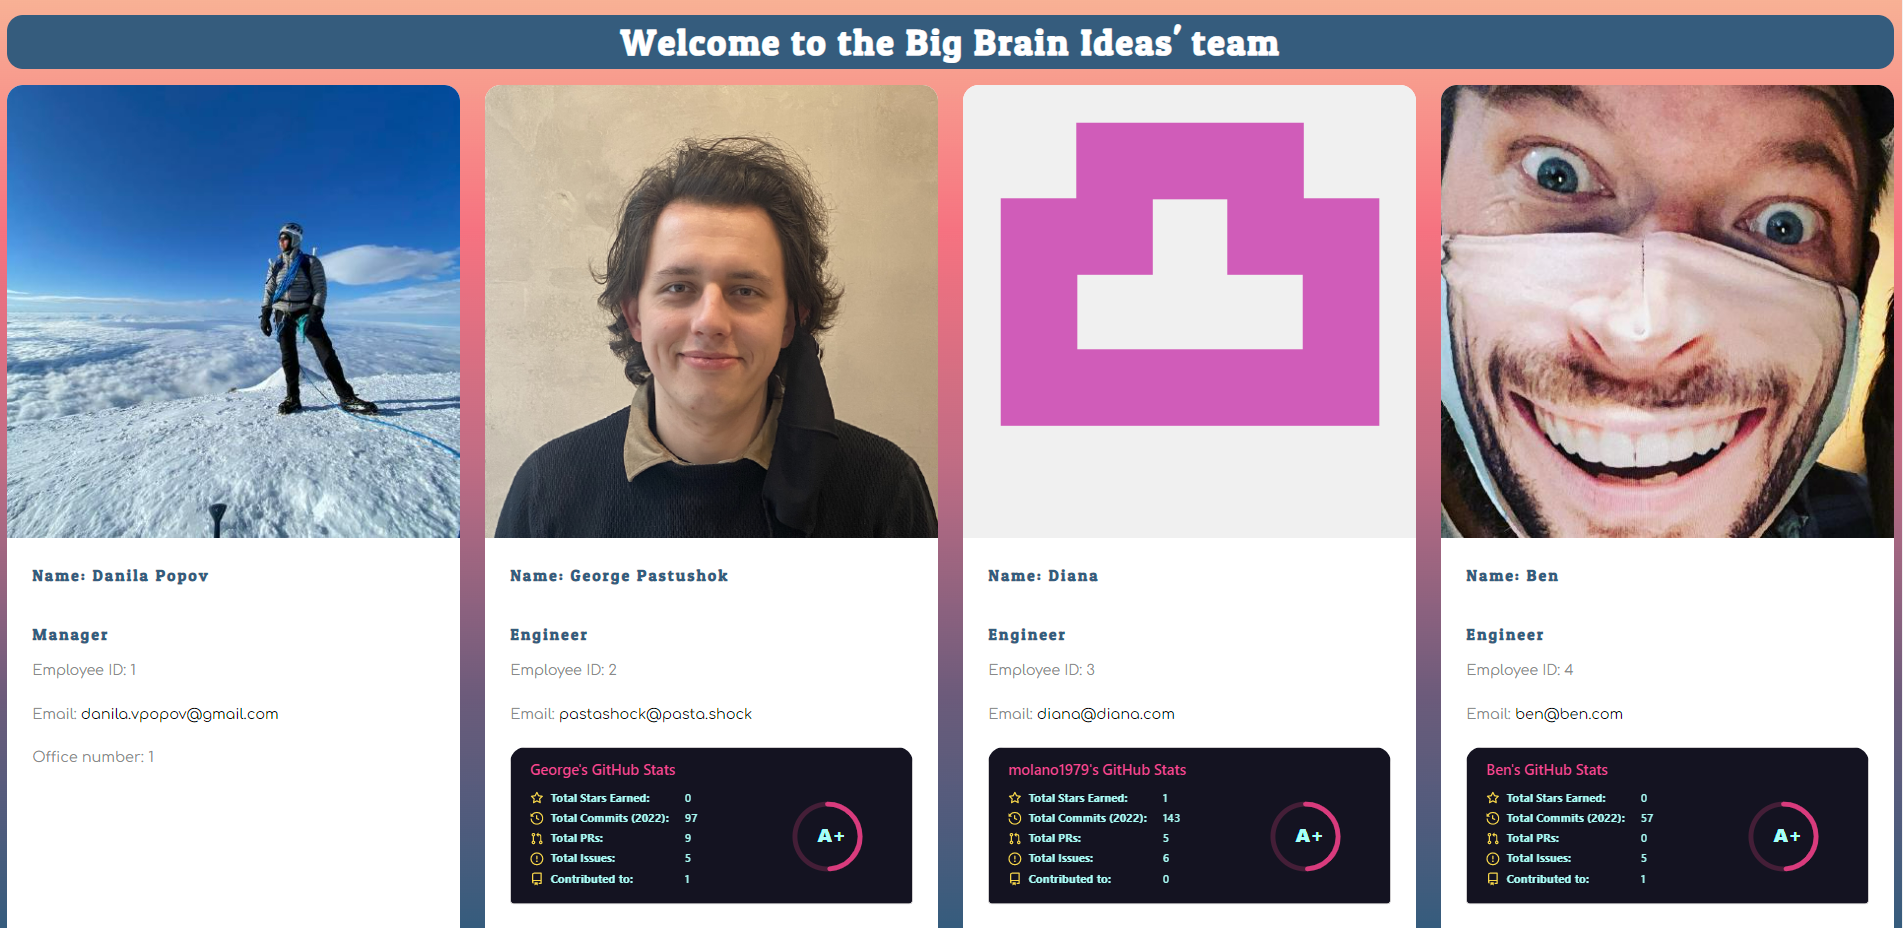 Welcome to the Big Brain Ideas' team
Name: Danila Popov
Manager
Employee ID: 1
Email: danila.vpopov@gmail.com
Office number: 1
Name: George Pastushok
Engineer
Employee ID: 2
Email: pastashock@pasta.shock
George's GitHub Stats
Total Stars Earned: 0
Total Commits (2022): 97
Total PRs: 9
Total Issues: 5
Contributed to: 1
A+
Name: Diana
Engineer
Employee ID: 3
Email: diana@diana.com
molano1979's GitHub Stats
Total Stars Earned: 1
Total Commits (2022): 143
Total PRs: 5
Total Issues: 6
Contributed to: 0
A+
Name: Ben
Engineer
Employee ID: 4
Email: ben@ben.com
Ben's GitHub Stats
Total Stars Earned: 0
Total Commits (2022): 57
Total PRs: 0
Total Issues: 5
Contributed to: 1
A+